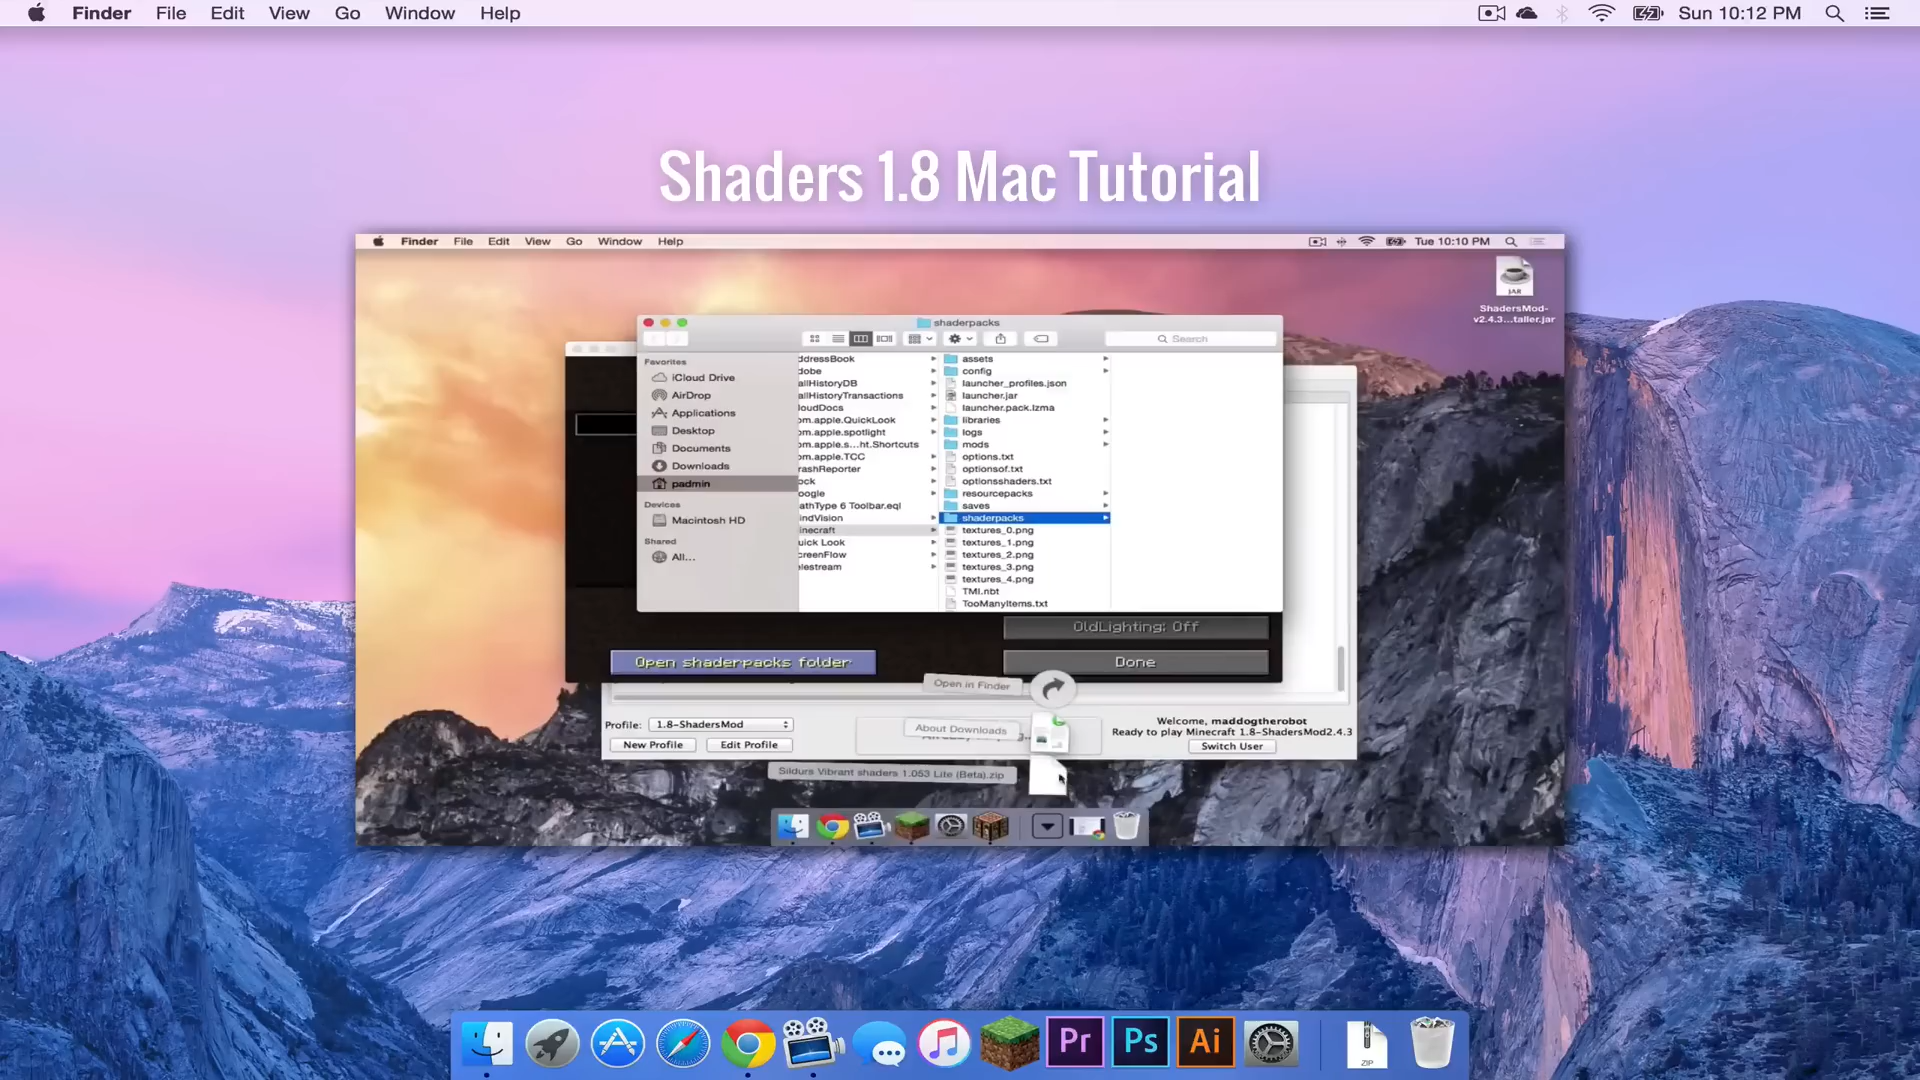 Finder File Edit View Go Window Help
Sun 10:12 PM
Shaders 1.8 Mac Tutorial
Finder File Edit View Go Window Help
Tue 10:10 PM
JAR
ShadersMod-
v2.4.3...taller.jar
shaderpacks
Search
Favorites
iCloud Drive
AirDrop
Applications
Desktop
Documents
Downloads
padmin
Devices
Macintosh HD
Shared
All...
ddressBook
dobe
allHistoryDB
allHistoryTransactions
loudDocs
om.apple.QuickLook
om.apple.spotlight
om.apple.s...ht.Shortcuts
om.apple.TCC
rashReporter
ock
oogle
athType 6 Toolbar.eql
indVision
inecraft
uick Look
creenFlow
elestream
assets
config
launcher_profiles.json
launcher.jar
launcher.pack.lzma
libraries
logs
mods
options.txt
optionsof.txt
optionsshaders.txt
resourcepacks
saves
shaderpacks
textures_0.png
textures_1.png
textures_2.png
textures_3.png
textures_4.png
TMI.nbt
TooManyItems.txt
OldLighting: Off
Open shaderpacks folder
Done
Open in Finder
About Downloads
Sildurs Vibrant shaders 1.053 Lite (Beta).zip
Profile: 1.8-ShadersMod
New Profile
Edit Profile
Welcome, maddogtherobot
Ready to play Minecraft 1.8-ShadersMod2.4.3
Switch User
Pr
Ps
Ai
ZIP